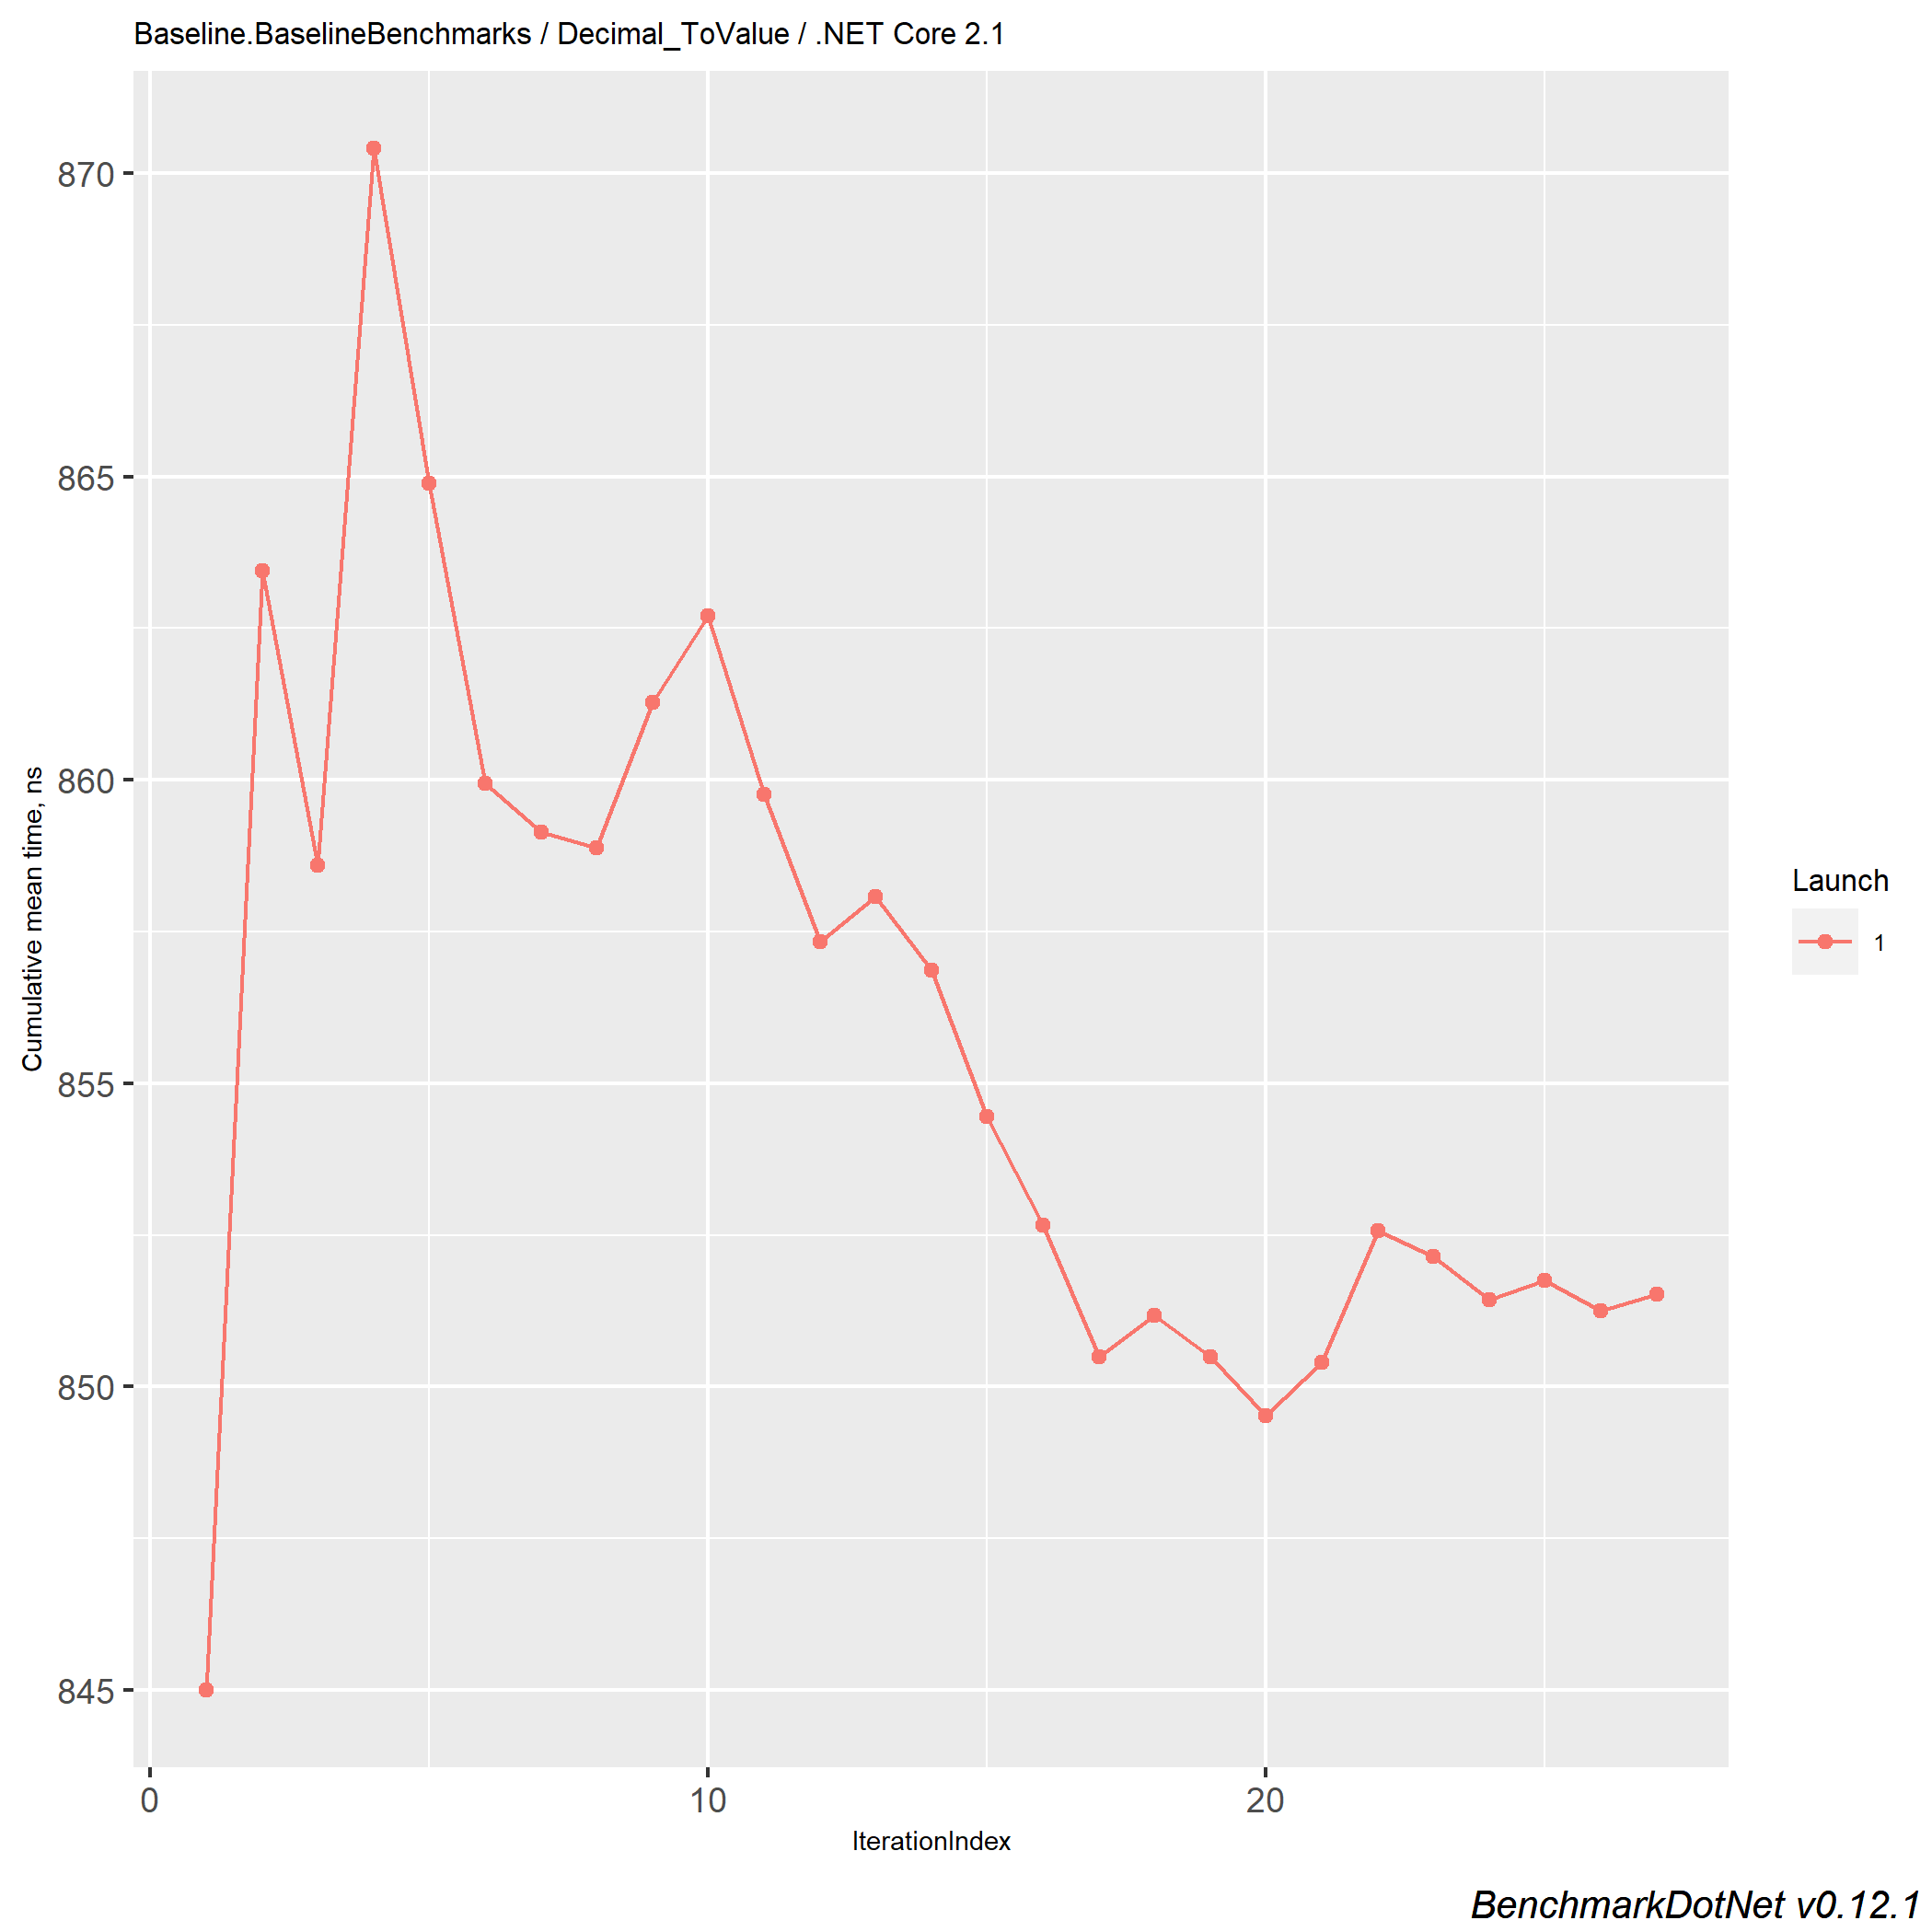 Baseline.BaselineBenchmarks / Decimal_ToValue / .NET Core 2.1
870
865
860
855
850
845
Cumulative mean time, ns
0 10 20
IterationIndex
Launch
1
BenchmarkDotNet v0.12.1